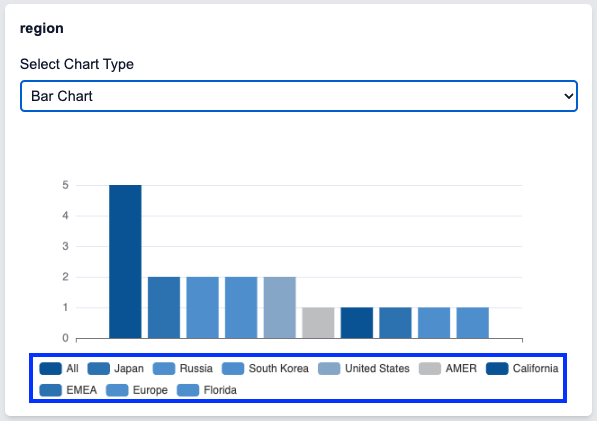 region
Select Chart Type
Bar Chart
5
4
3
2
1
0
All Japan Russia South Korea United States AMER California
EMEA Europe Florida